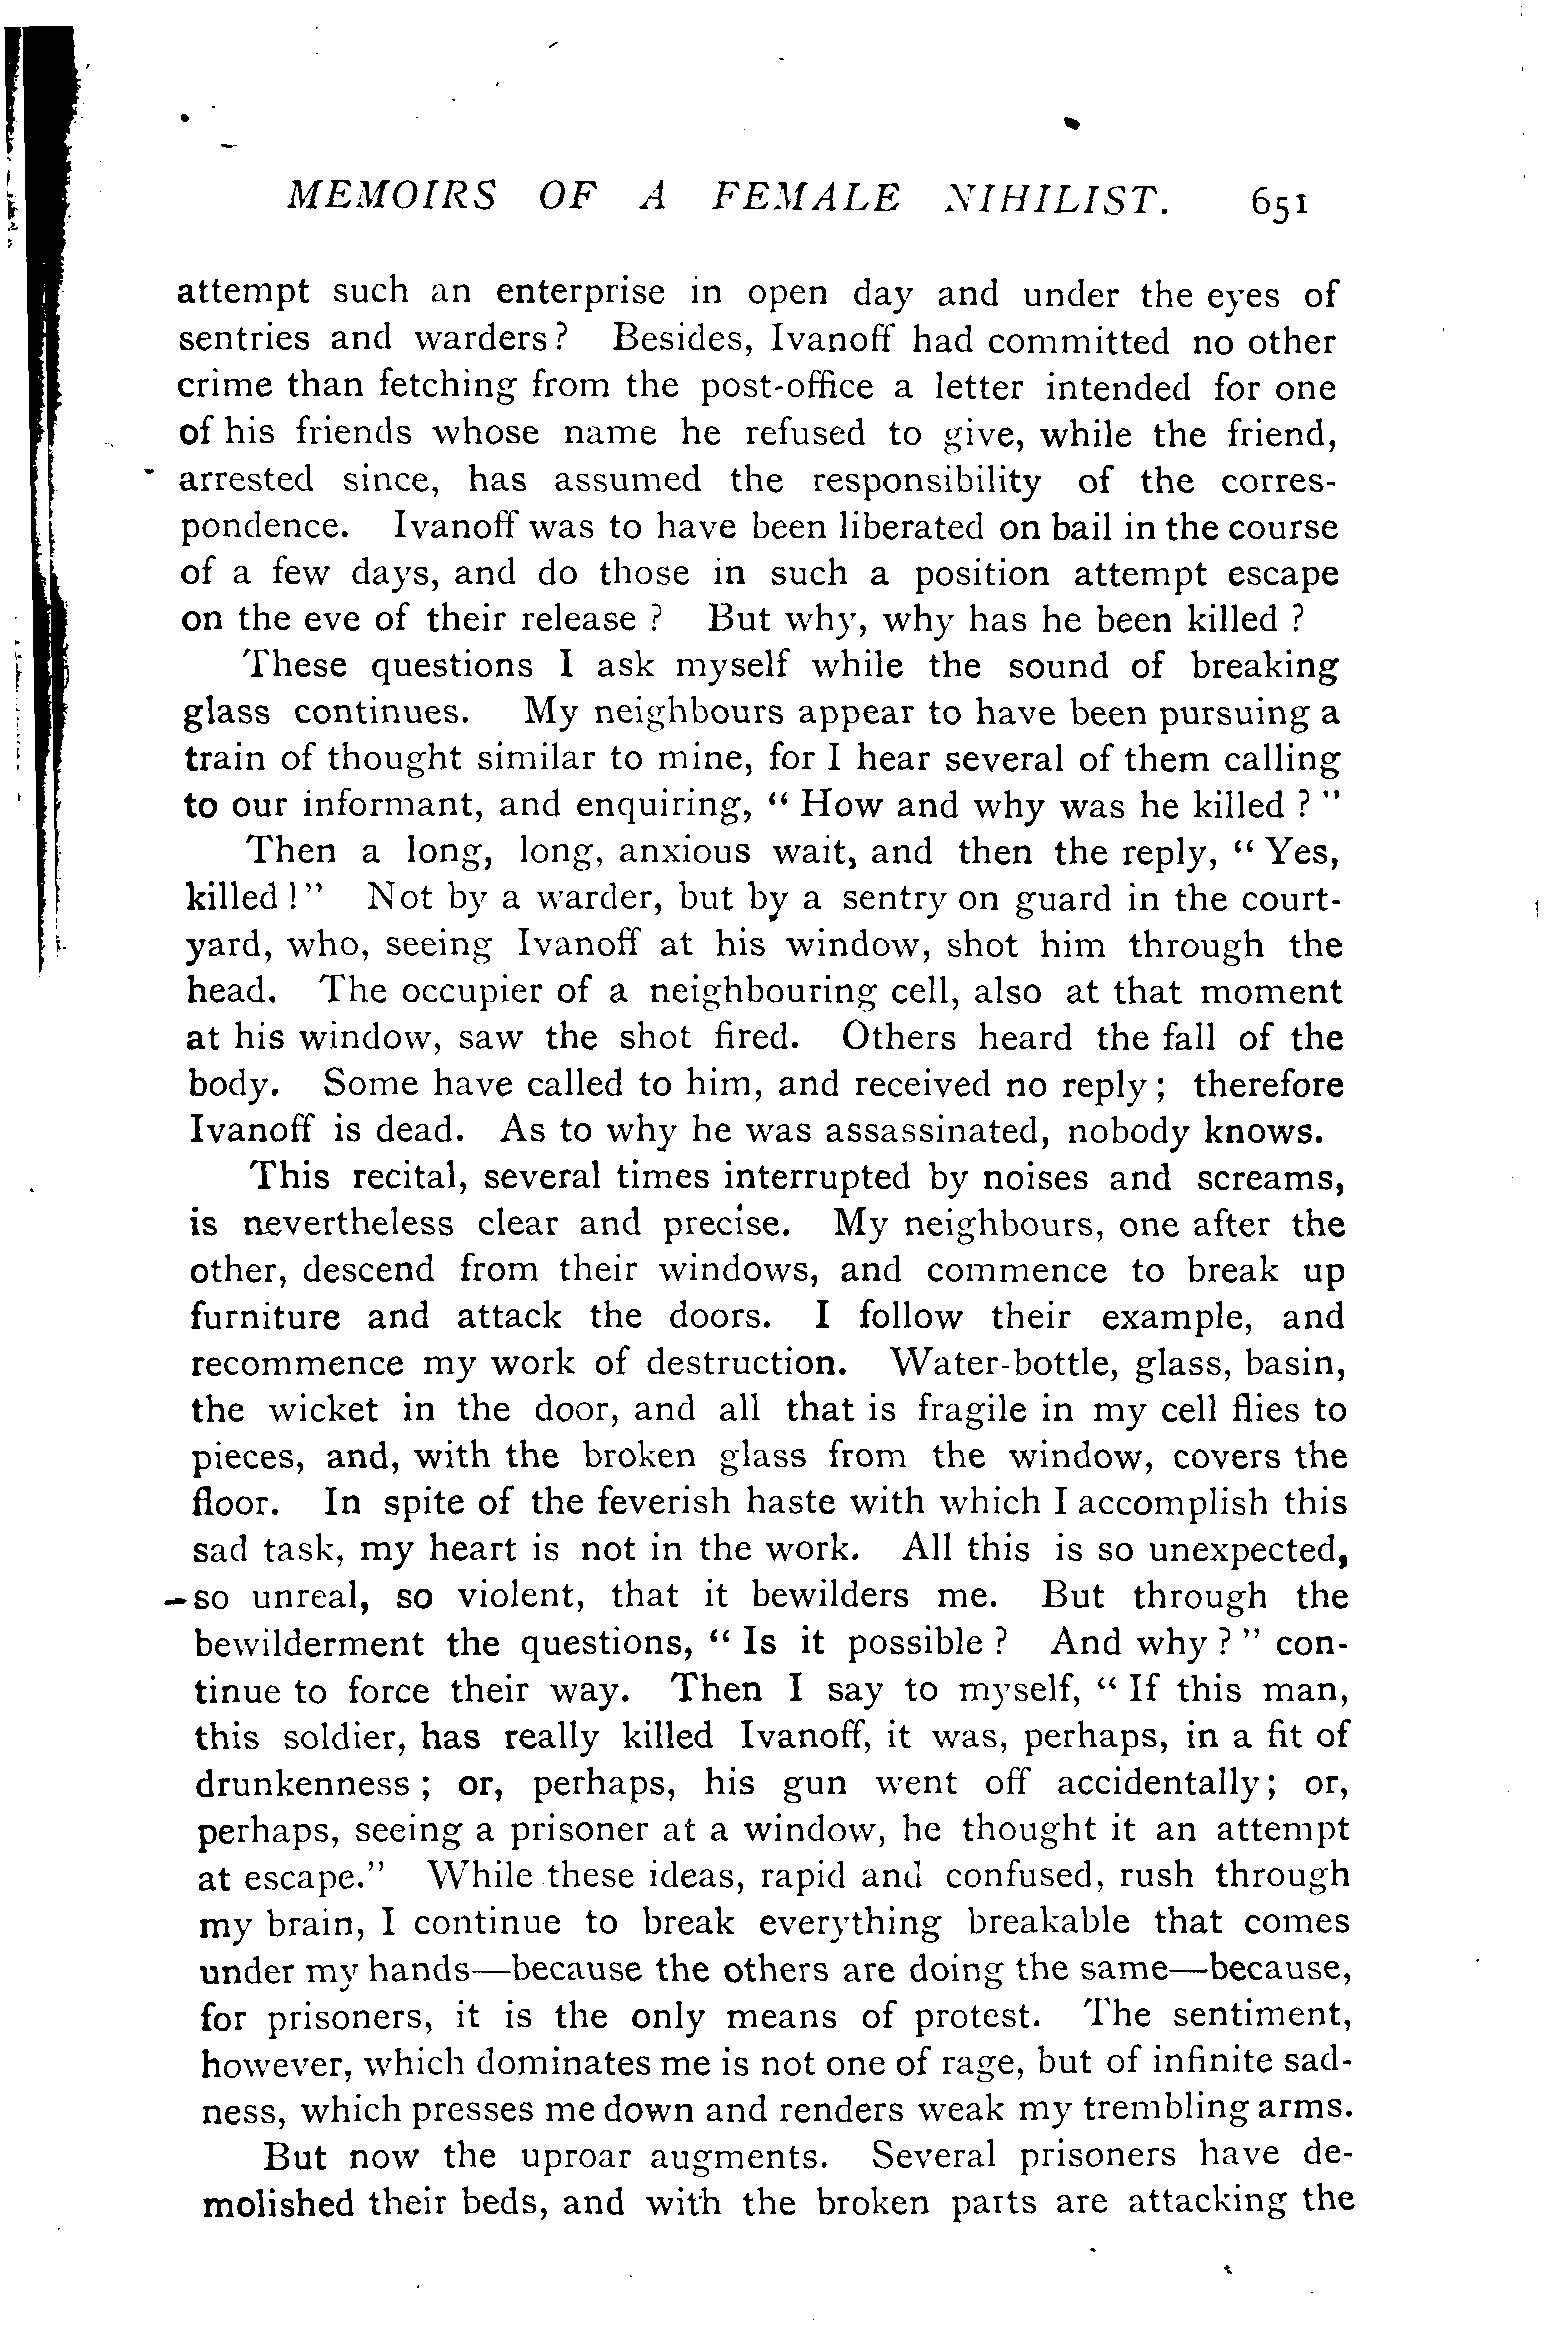 MEMOIRS OF A FEMALE NIHILIST. 651
attempt such an enterprise in open day and under the eyes of
sentries and warders? Besides, Ivanoff had committed no other
crime than fetching from the post-office a letter intended for one
of his friends whose name he refused to give, while the friend,
arrested since, has assumed the responsibility of the corres-
pondence. Ivanoff was to have been liberated on bail in the course
of a few days, and do those in such a position attempt escape
on the eve of their release ? But why, why has he been killed ?
These questions I ask myself while the sound of breaking
glass continues. My neighbours appear to have been pursuing a
train of thought similar to mine, for I hear several of them calling
to our informant, and enquiring, “ How and why was he killed ? ”
Then a long, long, anxious wait, and then the reply, “ Yes,
killed !” Not by a warder, but by a sentry on guard in the court-
yard, who, seeing Ivanoff at his window, shot him through the
head. The occupier of a neighbouring cell, also at that moment
at his window, saw the shot fired. Others heard the fall of the
body. Some have called to him, and received no reply ; therefore
Ivanoff is dead. As to why he was assassinated, nobody knows.
This recital, several times interrupted by noises and screams,
is nevertheless clear and precise. My neighbours, one after the
other, descend from their windows, and commence to break up
furniture and attack the doors. I follow their example, and
recommence my work of destruction. Water-bottle, glass, basin,
the wicket in the door, and all that is fragile in my cell flies to
pieces, and, with the broken glass from the window, covers the
floor. In spite of the feverish haste with which I accomplish this
sad task, my heart is not in the work. All this is so unexpected,
so unreal, so violent, that it bewilders me. But through the
bewilderment the questions, “ Is it possible ? And why ? ” con-
tinue to force their way. Then I say to myself, “ If this man,
this soldier, has really killed Ivanoff, it was, perhaps, in a fit of
drunkenness ; or, perhaps, his gun went off accidentally; or,
perhaps, seeing a prisoner at a window, he thought it an attempt
at escape.” While these ideas, rapid and confused, rush through
my brain, I continue to break everything breakable that comes
under my hands—because the others are doing the same—because,
for prisoners, it is the only means of protest. The sentiment,
however, which dominates me is not one of rage, but of infinite sad-
ness, which presses me down and renders weak my trembling arms.
But now the uproar augments. Several prisoners have de-
molished their beds, and with the broken parts are attacking the